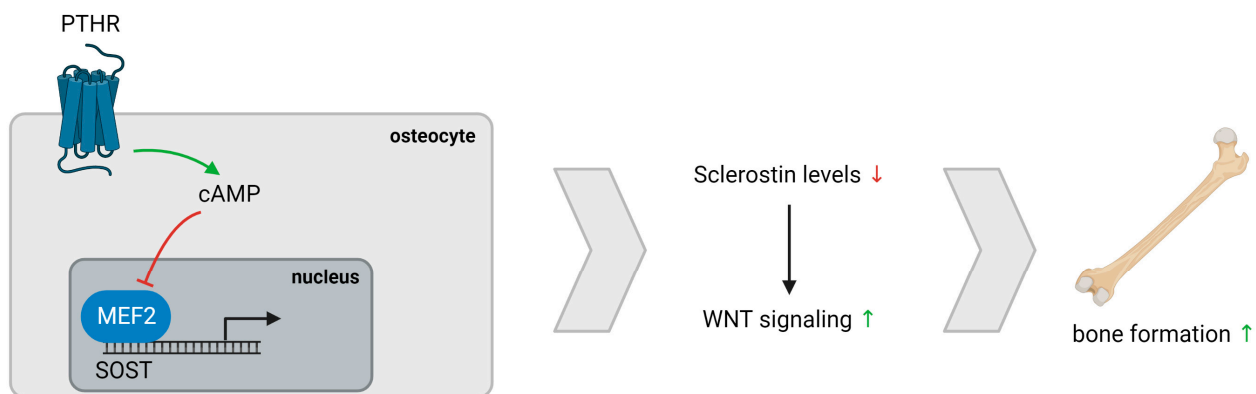 PTHR
osteocyte
cAMP
nucleus
MEF2
SOST
Sclerostin levels ↓
WNT signaling ↑
bone formation ↑